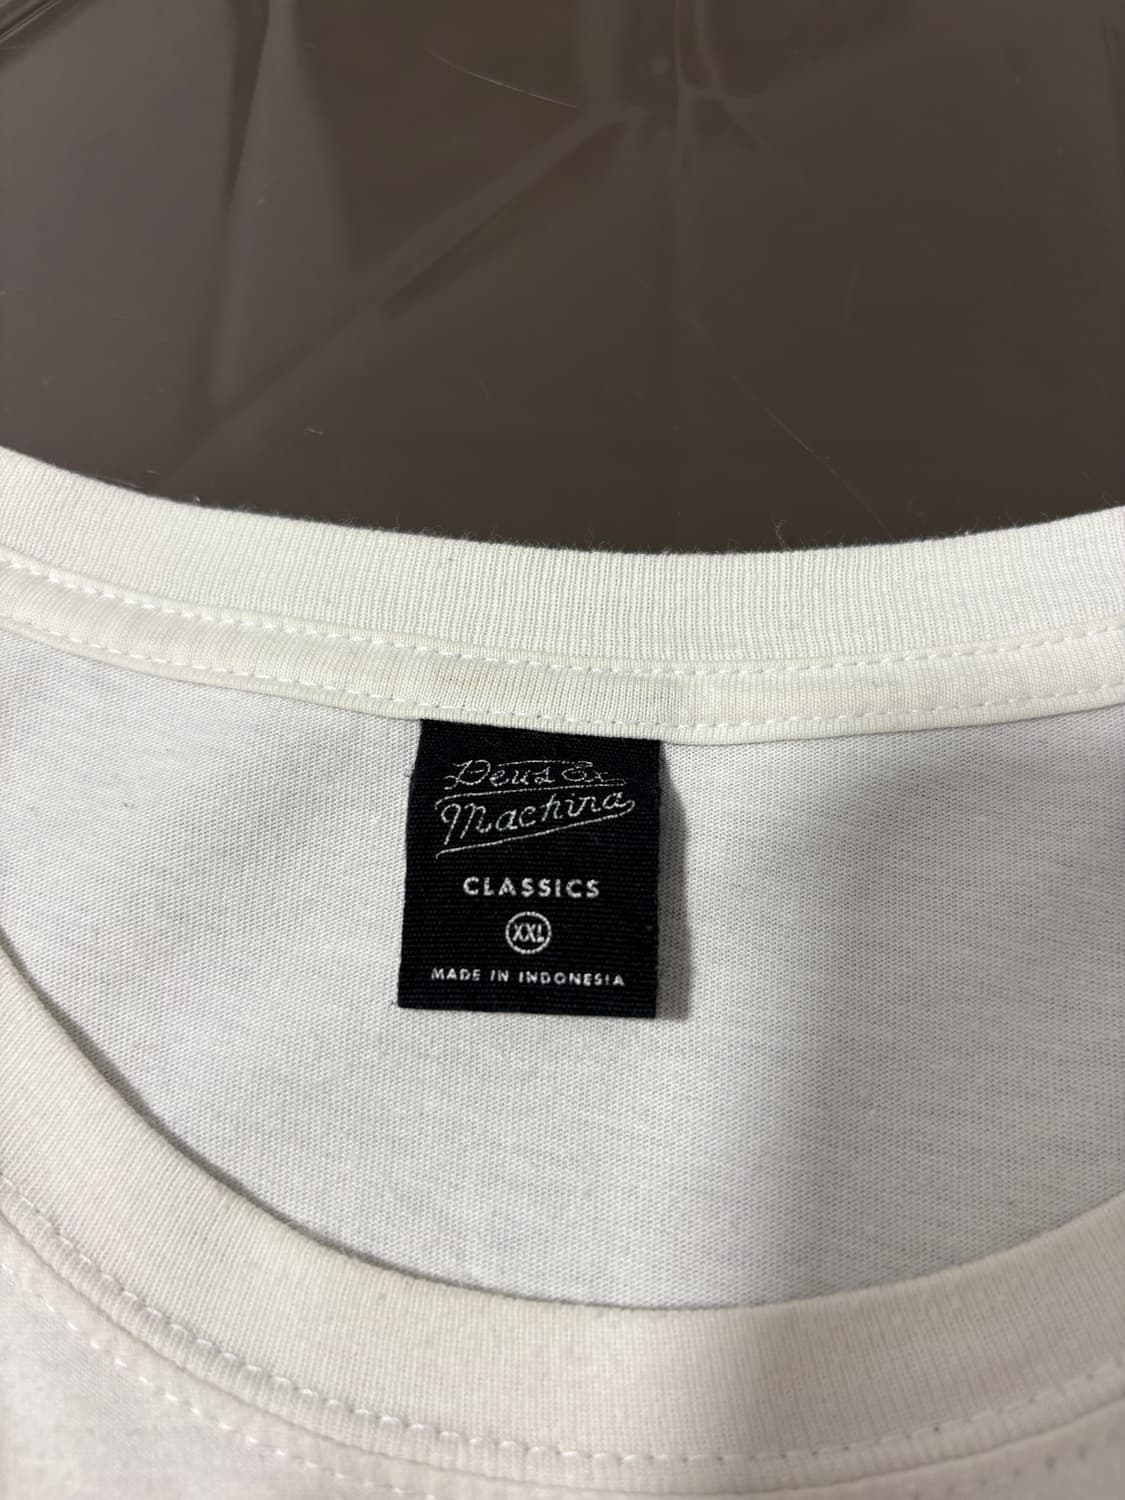 Deus Ex
Machina
CLASSICS
XXL
MADE IN INDONESIA